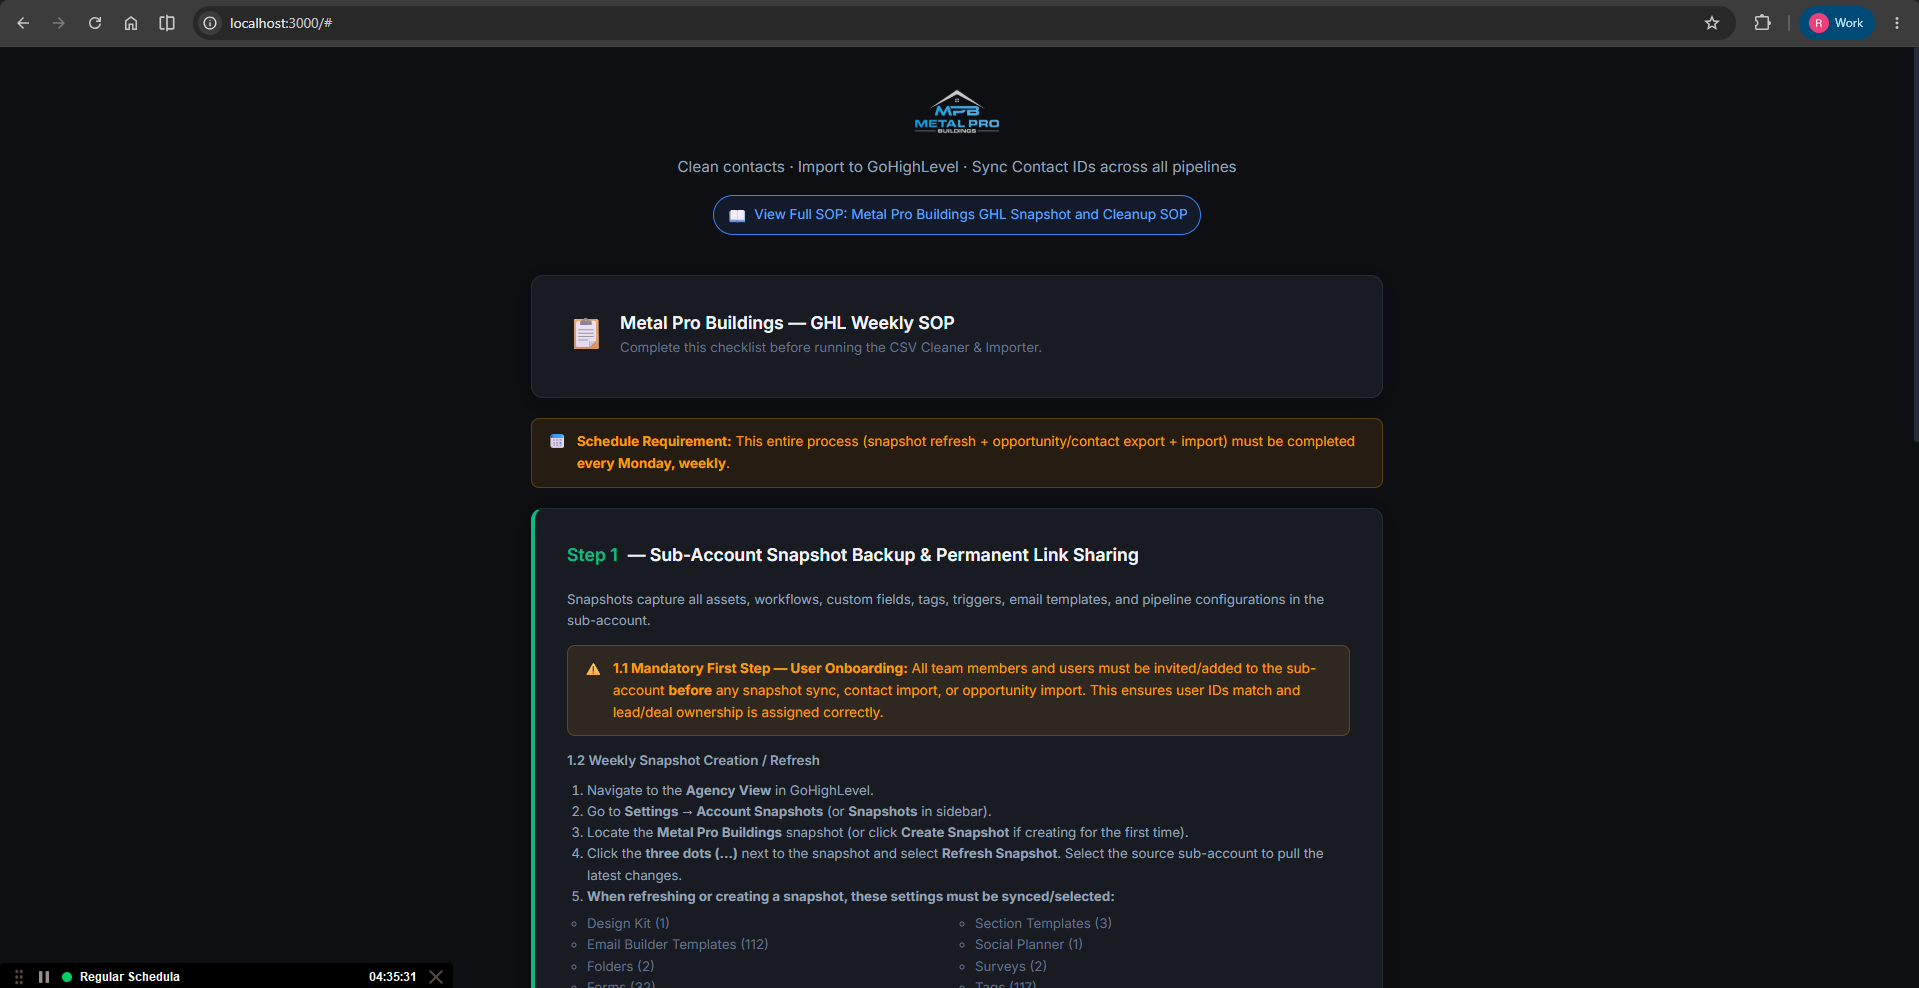 localhost:3000/#
R Work
MPB
METAL PRO
BUILDINGS
Clean contacts · Import to GoHighLevel · Sync Contact IDs across all pipelines
View Full SOP: Metal Pro Buildings GHL Snapshot and Cleanup SOP
Metal Pro Buildings — GHL Weekly SOP
Complete this checklist before running the CSV Cleaner & Importer.
Schedule Requirement: This entire process (snapshot refresh + opportunity/contact export + import) must be completed
every Monday, weekly.
Step 1 — Sub-Account Snapshot Backup & Permanent Link Sharing
Snapshots capture all assets, workflows, custom fields, tags, triggers, email templates, and pipeline configurations in the
sub-account.
1.1 Mandatory First Step — User Onboarding: All team members and users must be invited/added to the sub-
account before any snapshot sync, contact import, or opportunity import. This ensures user IDs match and
lead/deal ownership is assigned correctly.
1.2 Weekly Snapshot Creation / Refresh
1. Navigate to the Agency View in GoHighLevel.
2. Go to Settings → Account Snapshots (or Snapshots in sidebar).
3. Locate the Metal Pro Buildings snapshot (or click Create Snapshot if creating for the first time).
4. Click the three dots (...) next to the snapshot and select Refresh Snapshot. Select the source sub-account to pull the
latest changes.
5. When refreshing or creating a snapshot, these settings must be synced/selected:
Design Kit (1)
Email Builder Templates (112)
Folders (2)
Forms (32)
Section Templates (3)
Social Planner (1)
Surveys (2)
Tags (117)
Regular Schedula 04:35:31